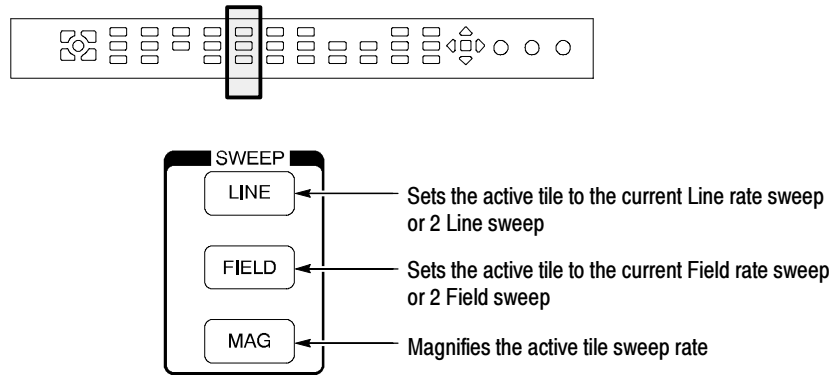 SWEEP
LINE
Sets the active tile to the current Line rate sweep
or 2 Line sweep
FIELD
Sets the active tile to the current Field rate sweep
or 2 Field sweep
MAG
Magnifies the active tile sweep rate